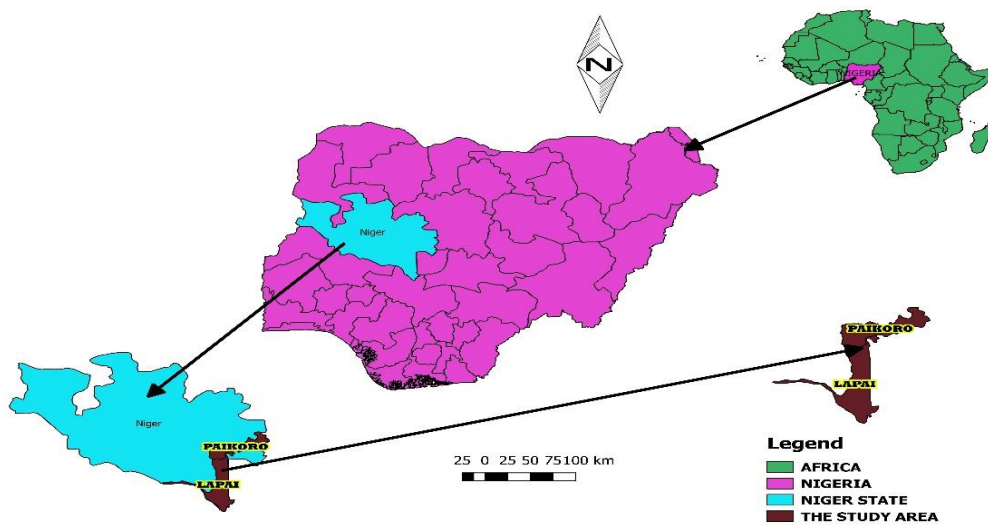 N
NIGERIA
Niger
PAIKORO
LAPAI
Niger
PAIKORO
LAPAI
25 0 25 50 75100 km
Legend
AFRICA
NIGERIA
NIGER STATE
THE STUDY AREA